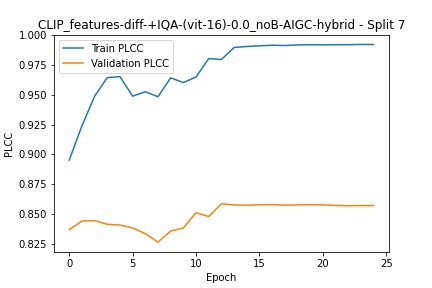 CLIP_features-diff-+IQA-(vit-16)-0.0_noB-AIGC-hybrid - Split 7
1.000
0.975
0.950
0.925
0.900
0.875
0.850
0.825
PLCC
Train PLCC
Validation PLCC
0 5 10 15 20 25
Epoch